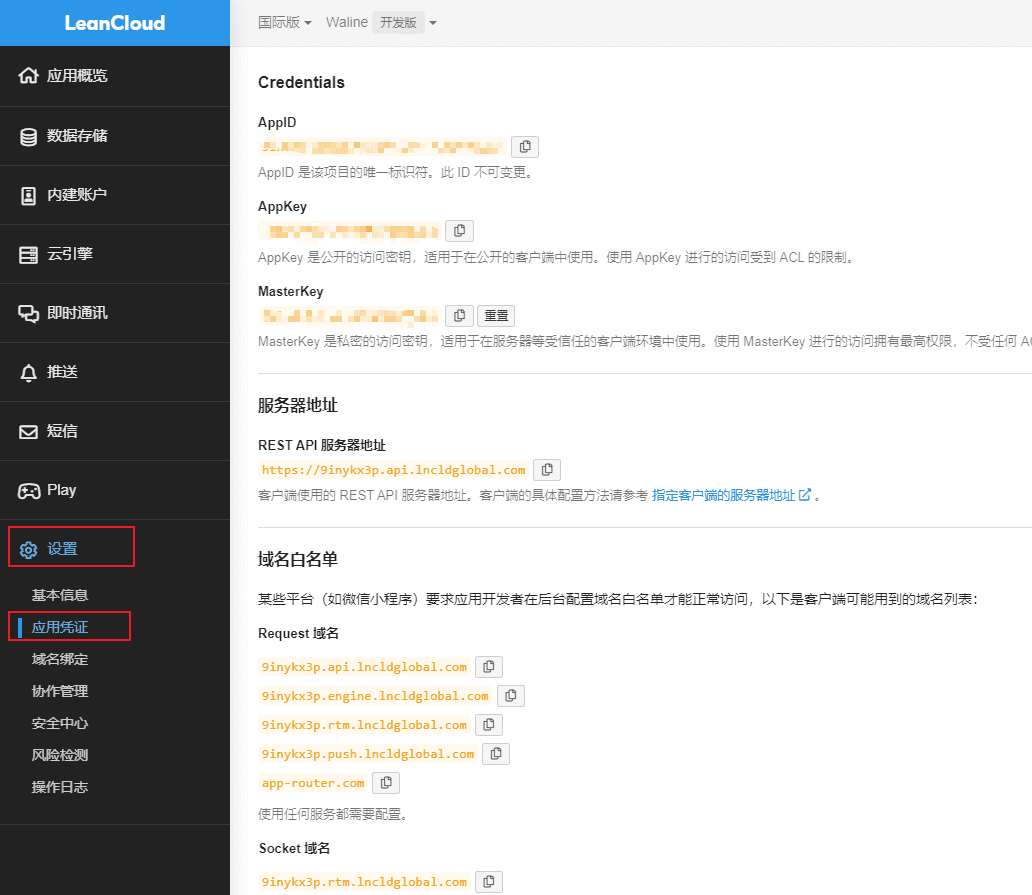 LeanCloud
国际版 Waline 开发版
应用概览
数据存储
内建账户
云引擎
即时通讯
推送
短信
Play
设置
基本信息
应用凭证
域名绑定
协作管理
安全中心
风险检测
操作日志
Credentials
AppID
AppID 是该项目的唯一标识符。此 ID 不可变更。
AppKey
AppKey 是公开的访问密钥，适用于在公开的客户端中使用。使用 AppKey 进行的访问受到 ACL 的限制。
MasterKey
重置
MasterKey 是私密的访问密钥，适用于在服务器等受信任的客户端环境中使用。使用 MasterKey 进行的访问拥有最高权限，不受任何 AC
服务器地址
REST API 服务器地址
https://9inykx3p.api.lncldglobal.com
客户端使用的 REST API 服务器地址。客户端的具体配置方法请参考 指定客户端的服务器地址 。
域名白名单
某些平台（如微信小程序）要求应用开发者在后台配置域名白名单才能正常访问，以下是客户端可能用到的域名列表：
Request 域名
9inykx3p.api.lncldglobal.com
9inykx3p.engine.lncldglobal.com
9inykx3p.rtm.lncldglobal.com
9inykx3p.push.lncldglobal.com
app-router.com
使用任何服务都需要配置。
Socket 域名
9inykx3p.rtm.lncldglobal.com